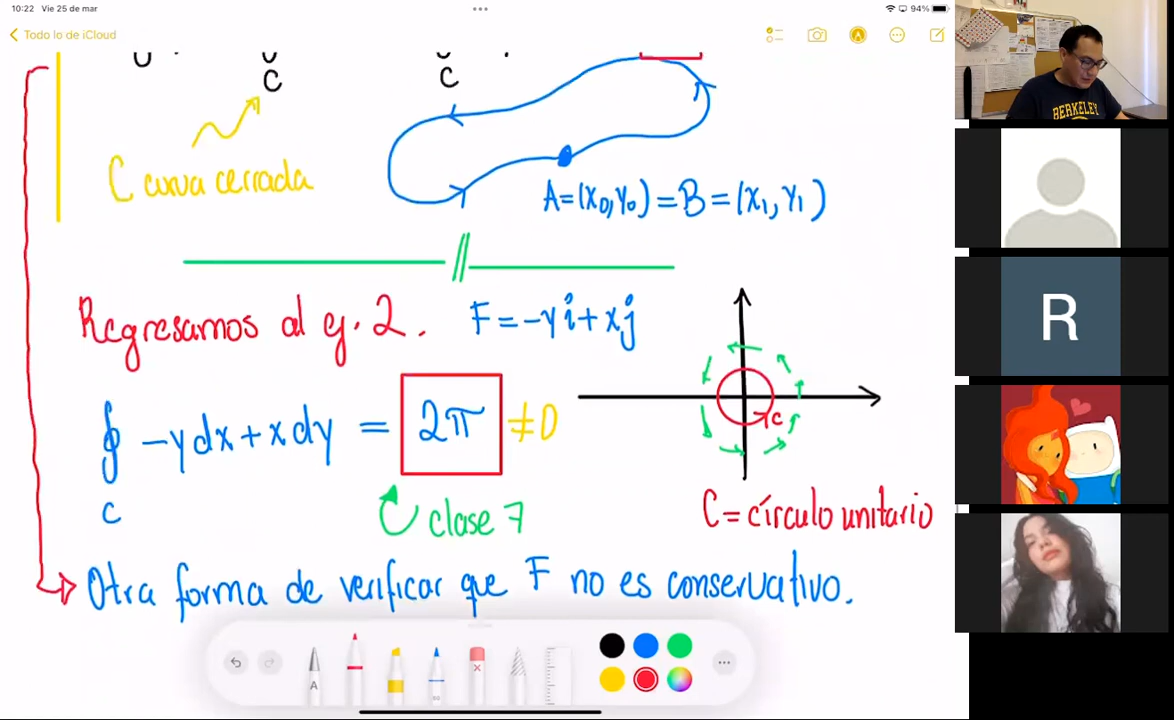 10:22 Vie 25 de mar
94%
Todo lo de iCloud
C
C
C curva cerrada
A=(x₀,y₀)=B=(x₁,y₁)
Regresamos al ej. 2.
F=-yi+xj
∮ -ydx+xdy = 2π ≠0
C
C
clase 7
C=círculo unitario
Otra forma de verificar que F no es conservativo.
A
BERKELEY
R